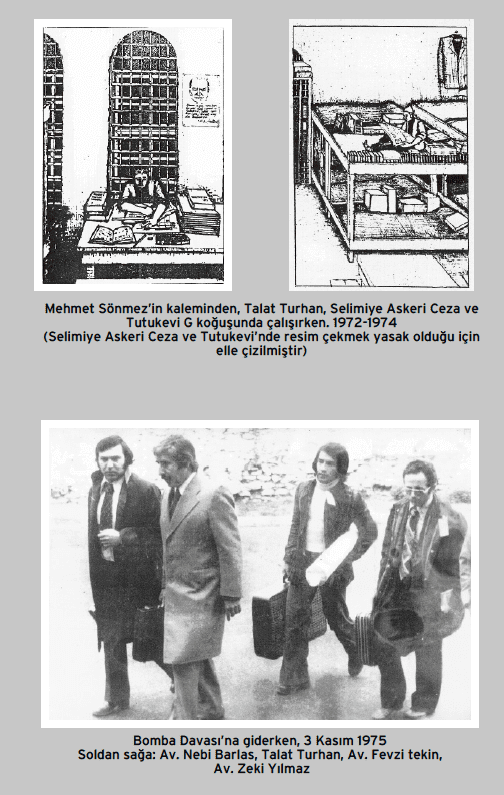 Mehmet Sönmez'in kaleminden, Talat Turhan, Selimiye Askeri Ceza ve
Tutukevi G koğuşunda çalışırken. 1972-1974
(Selimiye Askeri Ceza ve Tutukevi'nde resim çekmek yasak olduğu için
elle çizilmiştir)
Bomba Davası'na giderken, 3 Kasım 1975
Soldan sağa: Av. Nebi Barlas, Talat Turhan, Av. Fevzi tekin,
Av. Zeki Yılmaz